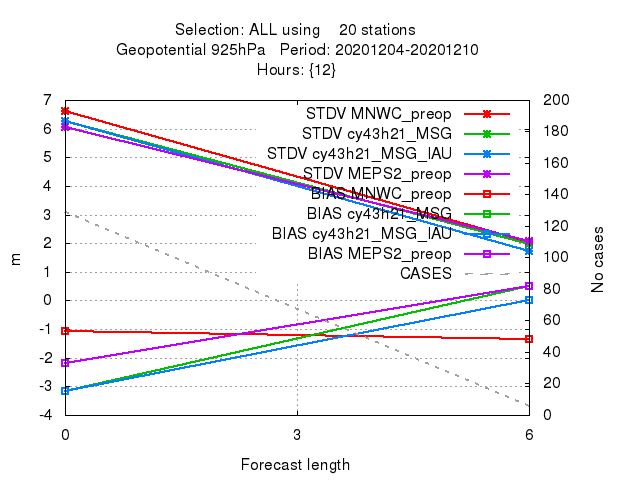 Selection: ALL using    20 stations
Geopotential 925hPa   Period: 20201204-20201210
Hours: {12}
7 200
6 180
5 160
4 140
3 120
2 100
1 80
0 60
-1 40
-2 20
-3 0
-4
m
No cases
STDV MNWC_preop
STDV cy43h21_MSG
STDV cy43h21_MSG_IAU
STDV MEPS2_preop
BIAS MNWC_preop
BIAS cy43h21_MSG
BIAS cy43h21_MSG_IAU
BIAS MEPS2_preop
CASES
0 3 6
Forecast length